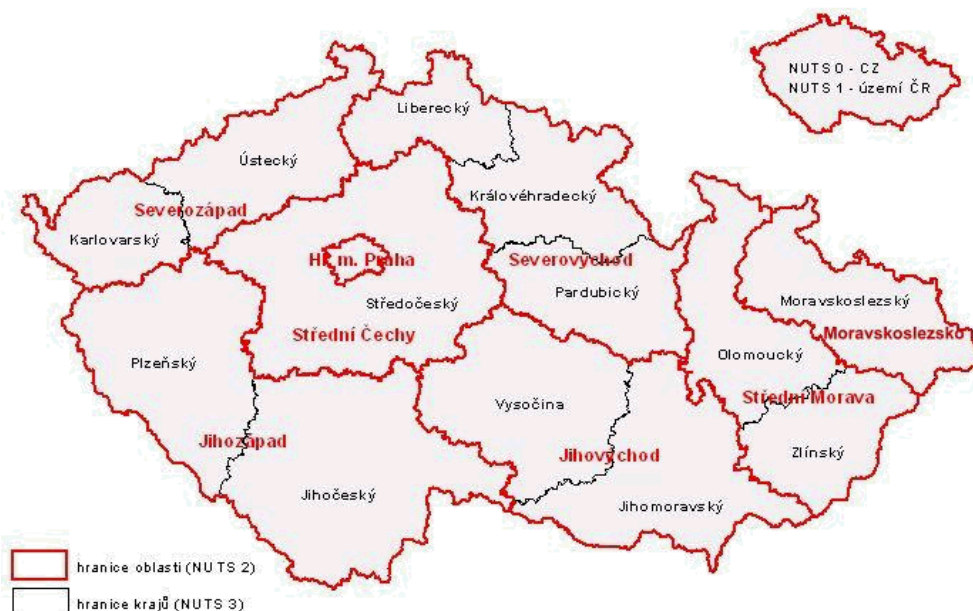 NUTS 0 - CZ
NUTS 1 - území ČR
Liberecký
Ústecký
Královéhradecký
Severozápad
Karlovarský
Hl. m. Praha
Severovýchod
Pardubický
Středočeský
Moravskoslezský
Moravskoslezsko
Střední Čechy
Plzeňský
Olomoucký
Střední Morava
Vysočina
Jihozápad
Jihovýchod
Zlínský
Jihočeský
Jihomoravský
hranice oblastí (NUTS 2)
hranice krajů (NUTS 3)